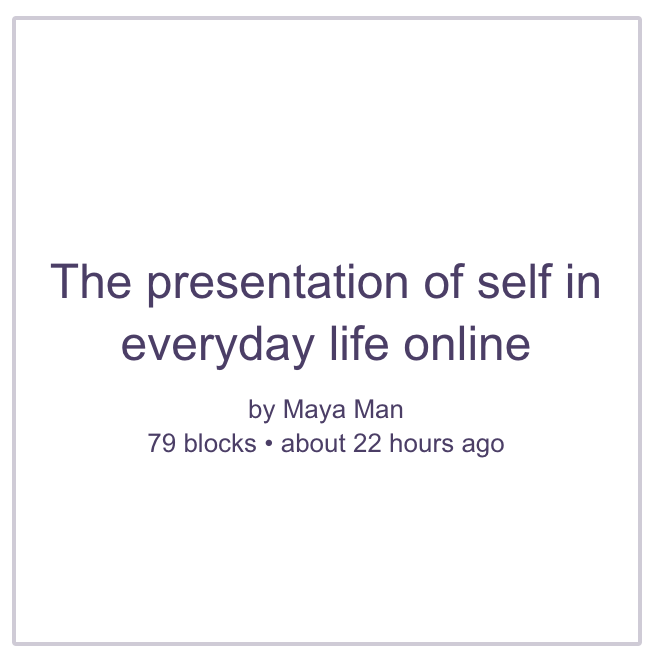 The presentation of self in
everyday life online
by Maya Man
79 blocks • about 22 hours ago